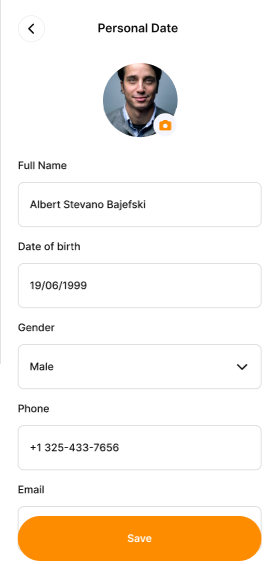 Personal Date
Full Name
Albert Stevano Bajefski
Date of birth
19/06/1999
Gender
Male
Phone
+1 325-433-7656
Email
Save